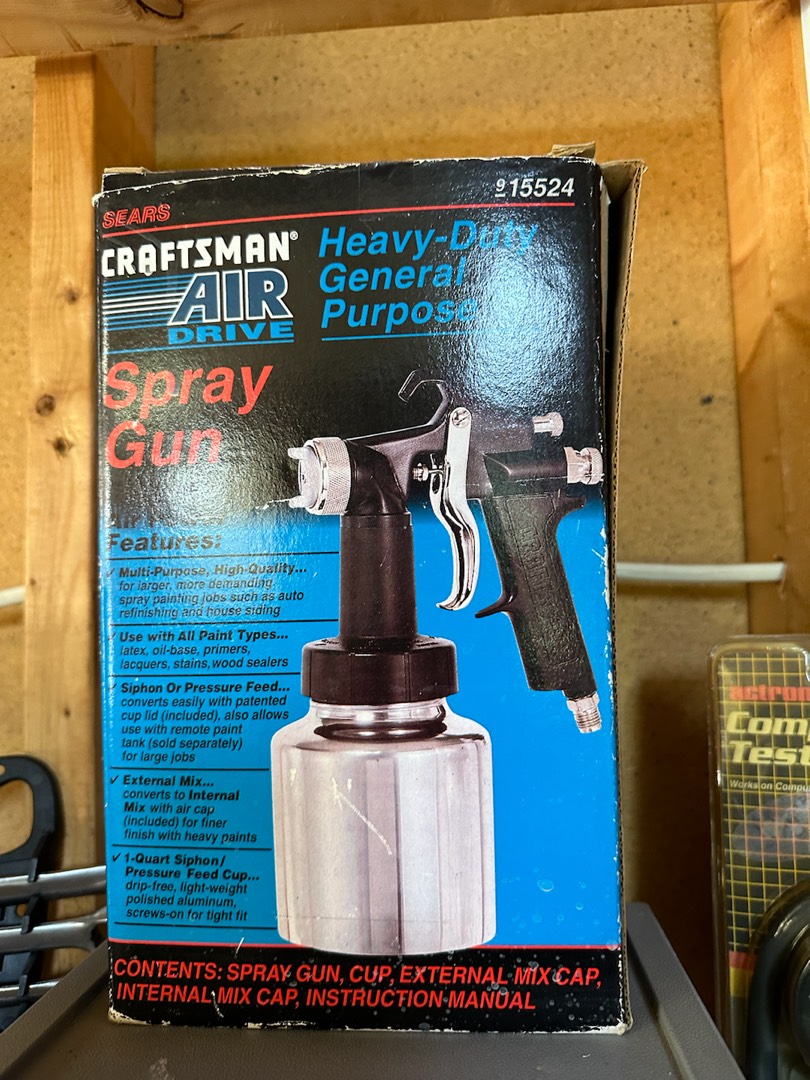 SEARS
9 15524
CRAFTSMAN®
AIR
DRIVE
Heavy-Duty
General
Purpose
Spray
Gun
Features:
✓ Multi-Purpose, High-Quality...
for larger, more demanding
spray painting jobs such as auto
refinishing and house siding
✓ Use with All Paint Types...
latex, oil-base, primers,
lacquers, stains, wood sealers
✓ Siphon Or Pressure Feed...
converts easily with patented
cup lid (included), also allows
use with remote paint
tank (sold separately)
for large jobs
✓ External Mix...
converts to Internal
Mix with air cap
(included) for finer
finish with heavy paints
✓ 1-Quart Siphon/
Pressure Feed Cup...
drip-free, light-weight
polished aluminum,
screws-on for tight fit
CONTENTS: SPRAY GUN, CUP, EXTERNAL MIX CAP,
INTERNAL MIX CAP, INSTRUCTION MANUAL
Works on